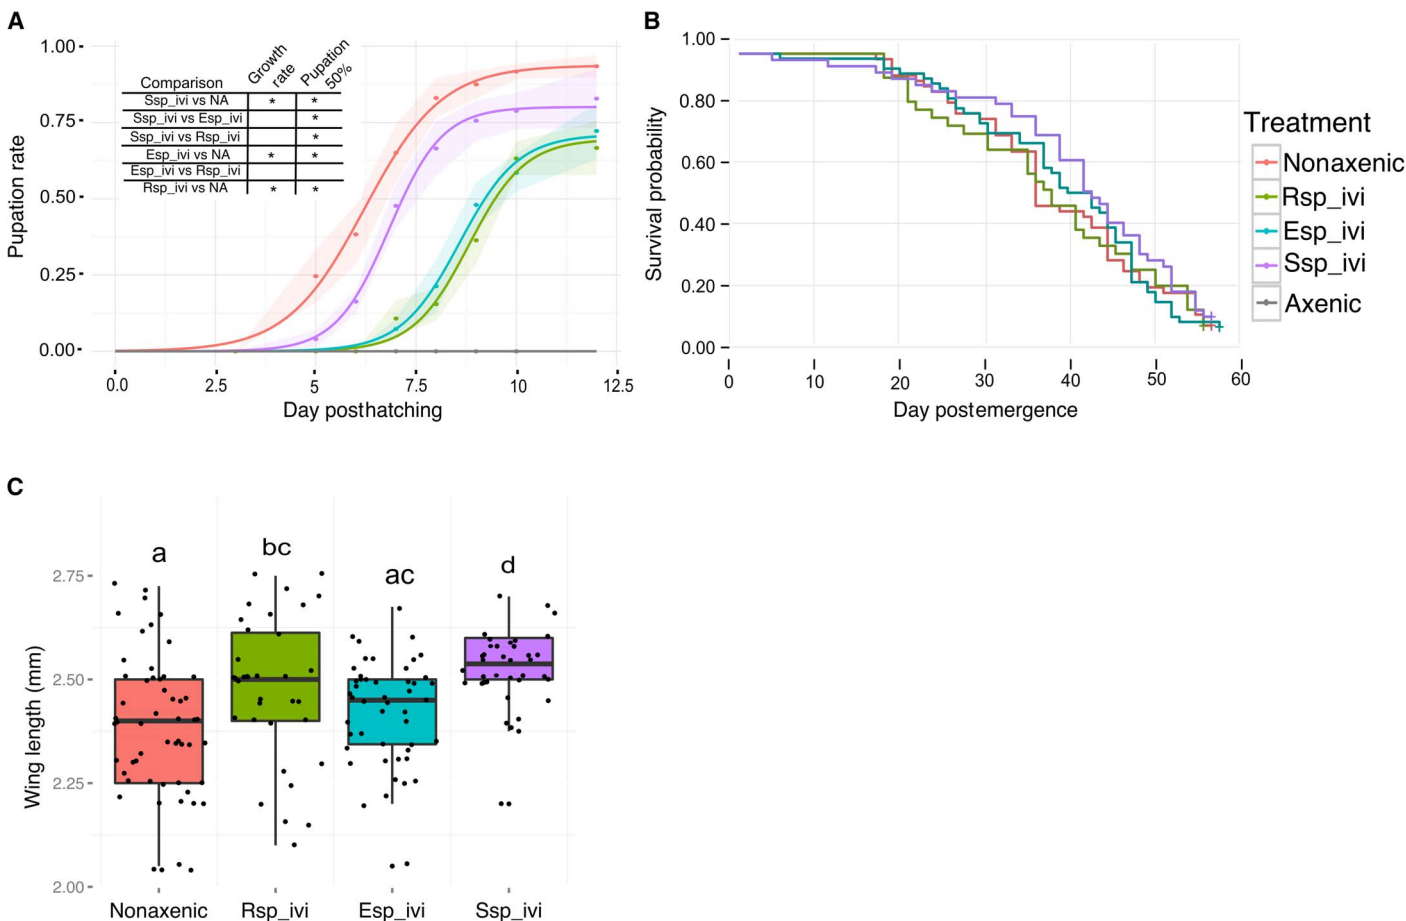 A
1.00
0.75
0.50
0.25
0.00
Pupation rate
Comparison
Growth
rate
Pupation
50%
Ssp_ivi vs NA * *
Ssp_ivi vs Esp_ivi *
Ssp_ivi vs Rsp_ivi *
Esp_ivi vs NA * *
Esp_ivi vs Rsp_ivi
Rsp_ivi vs NA * *
0.0 2.5 5 7.5 10 12.5
Day posthatching
B
1.00
0.80
0.60
0.40
0.20
0.00
Survival probability
0 10 20 30 40 50 60
Day postemergence
Treatment
Nonaxenic
Rsp_ivi
Esp_ivi
Ssp_ivi
Axenic
C
2.75
2.50
2.25
2.00
Wing length (mm)
a bc ac d
Nonaxenic Rsp_ivi Esp_ivi Ssp_ivi